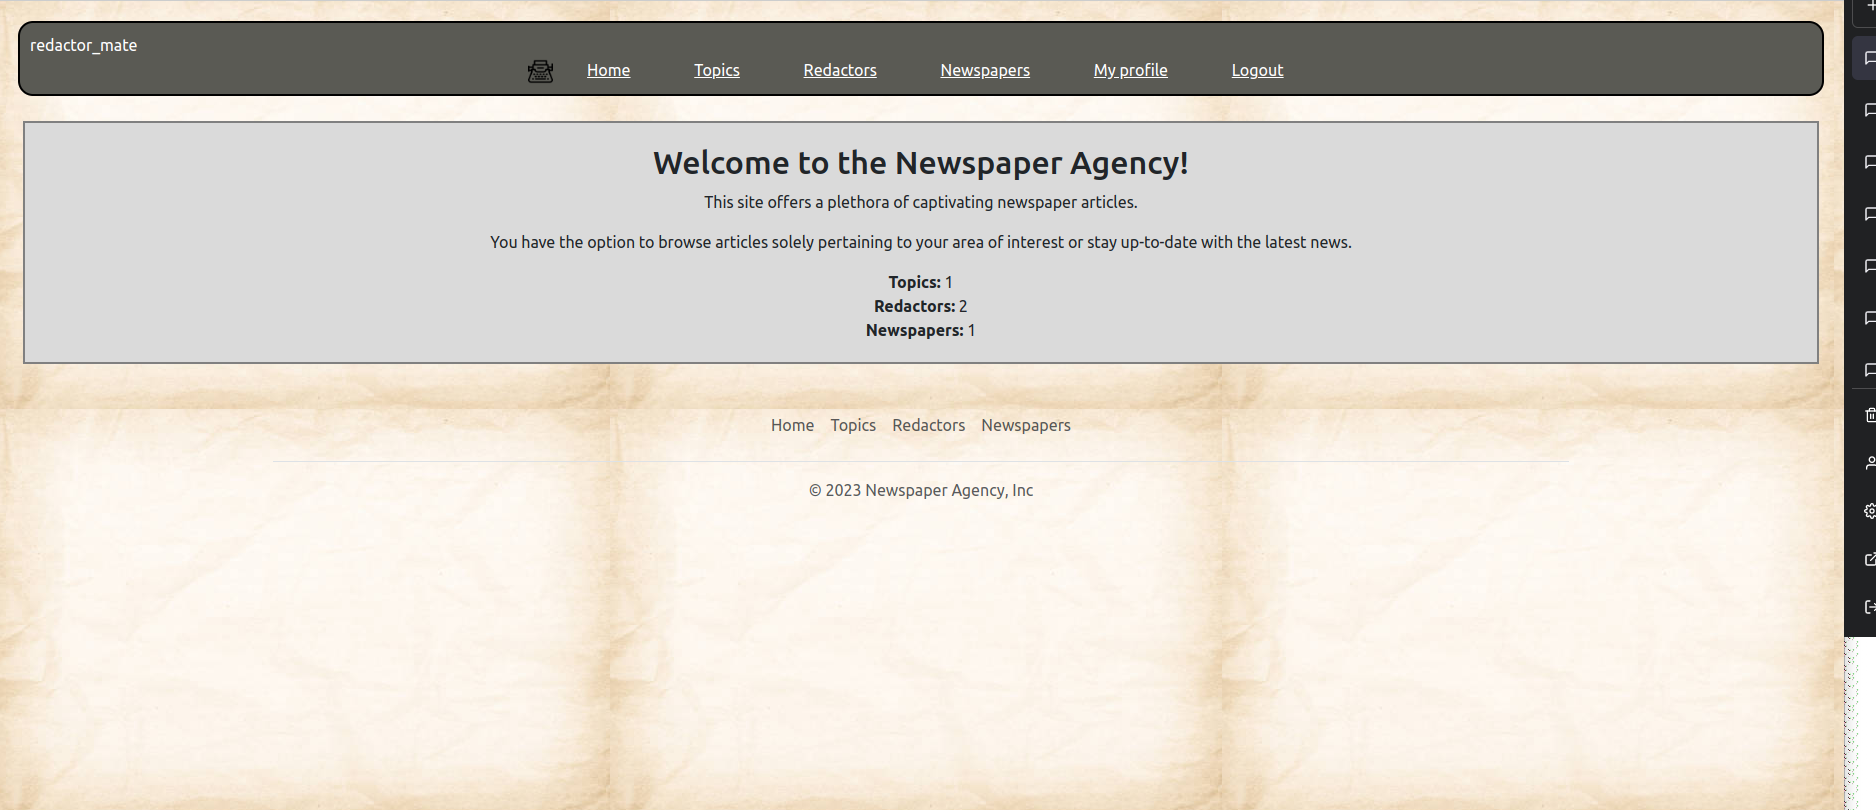 redactor_mate
Home Topics Redactors Newspapers My profile Logout
Welcome to the Newspaper Agency!
This site offers a plethora of captivating newspaper articles.
You have the option to browse articles solely pertaining to your area of interest or stay up-to-date with the latest news.
Topics: 1
Redactors: 2
Newspapers: 1
Home Topics Redactors Newspapers
© 2023 Newspaper Agency, Inc